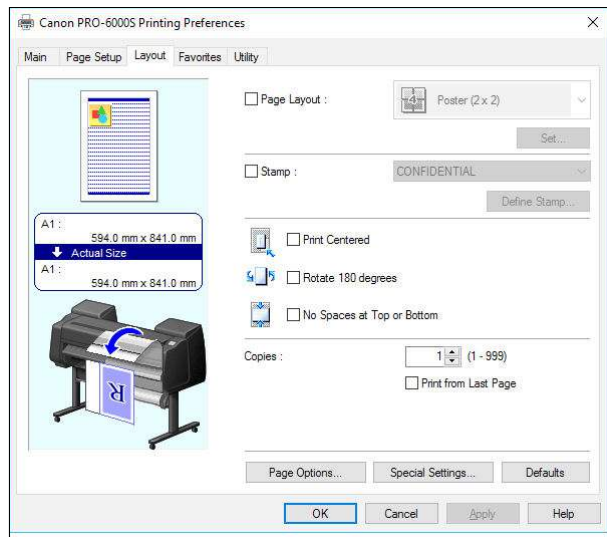 Canon PRO-6000S Printing Preferences
Main Page Setup Layout Favorites Utility
Page Layout : Poster (2 x 2)
Set...
Stamp : CONFIDENTIAL
Define Stamp...
A1 :
594.0 mm x 841.0 mm
Actual Size
A1 :
594.0 mm x 841.0 mm
Print Centered
Rotate 180 degrees
No Spaces at Top or Bottom
Copies : 1 (1 - 999)
Print from Last Page
R
Page Options... Special Settings... Defaults
OK Cancel Apply Help